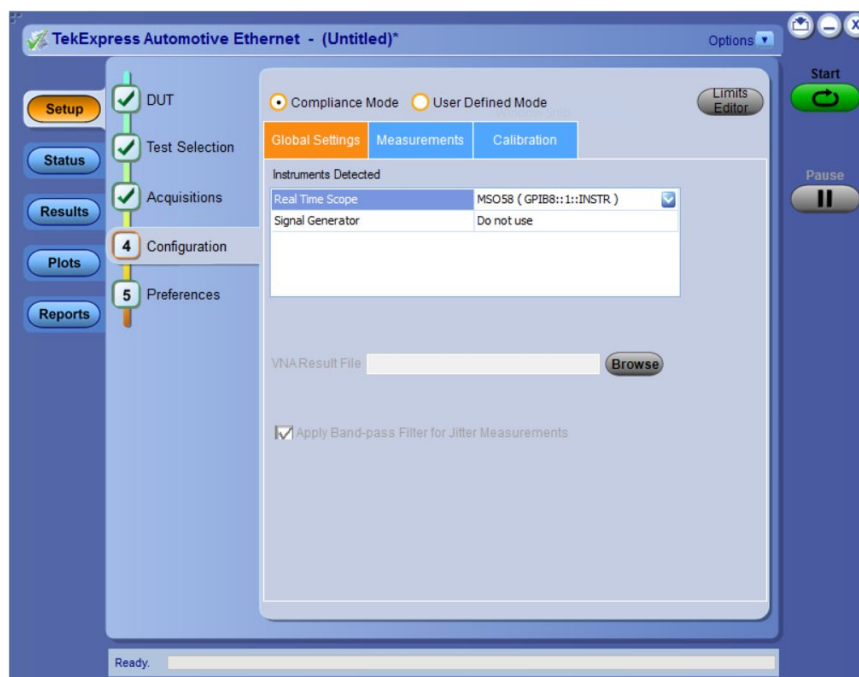 TekExpress Automotive Ethernet - (Untitled)*
Options
Start
Pause
Setup
Status
Results
Plots
Reports
DUT
Test Selection
Acquisitions
4 Configuration
5 Preferences
Compliance Mode
User Defined Mode
Limits
Editor
Global Settings
Measurements
Calibration
Instruments Detected
Real Time Scope
MSO58 ( GPIB8::1::INSTR )
Signal Generator
Do not use
VNA Result File
Browse
Apply Band-pass Filter for Jitter Measurements
Ready.